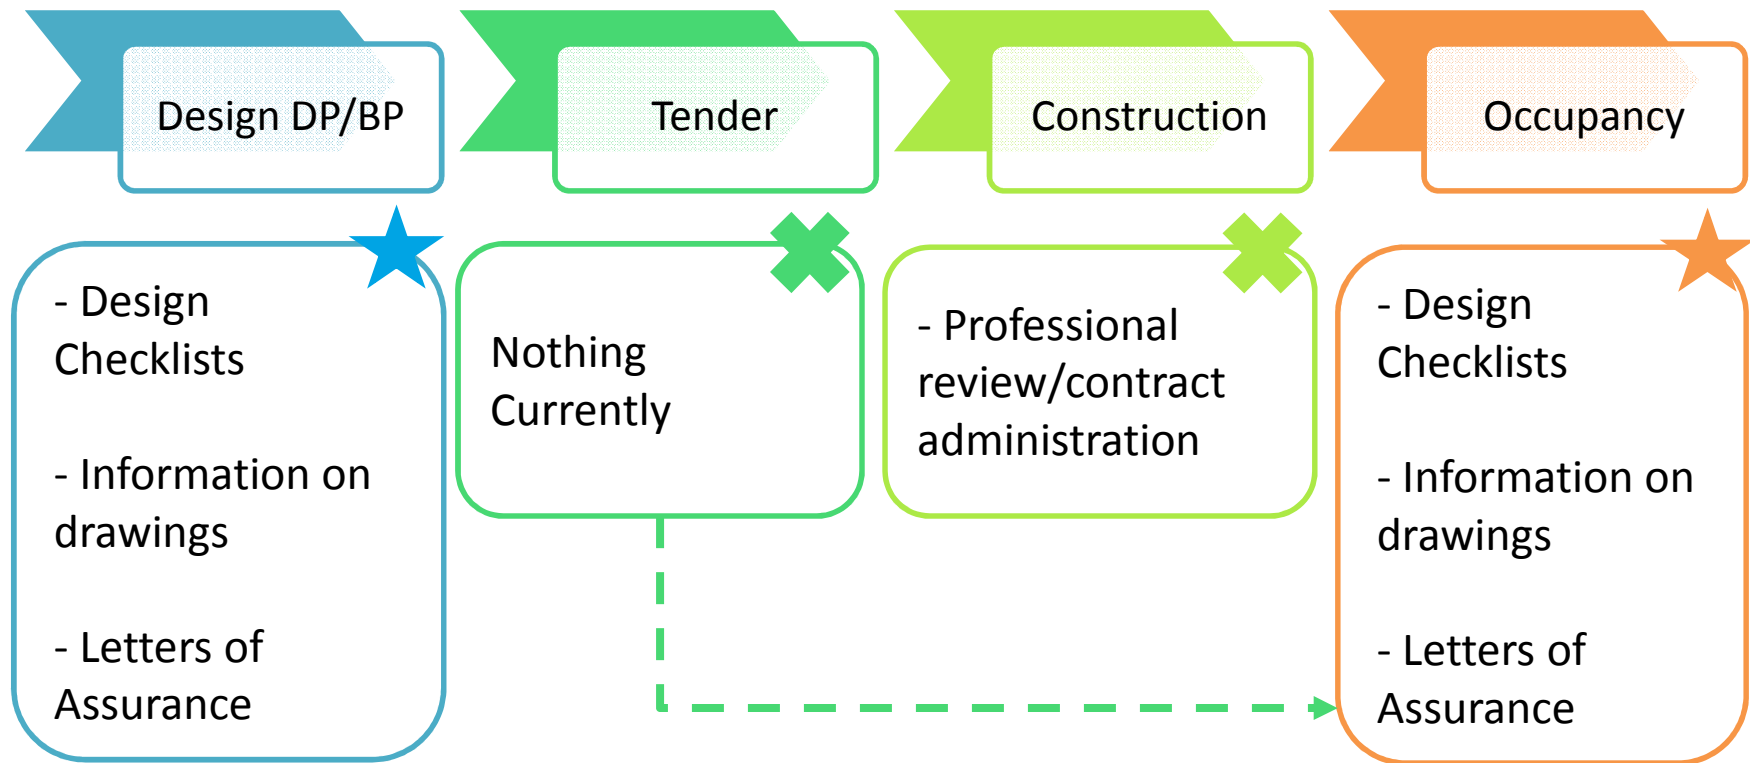 Design DP/BP
Tender
Construction
Occupancy
- Design
Checklists
- Information on
drawings
- Letters of
Assurance
Nothing
Currently
- Professional
review/contract
administration
- Design
Checklists
- Information on
drawings
- Letters of
Assurance